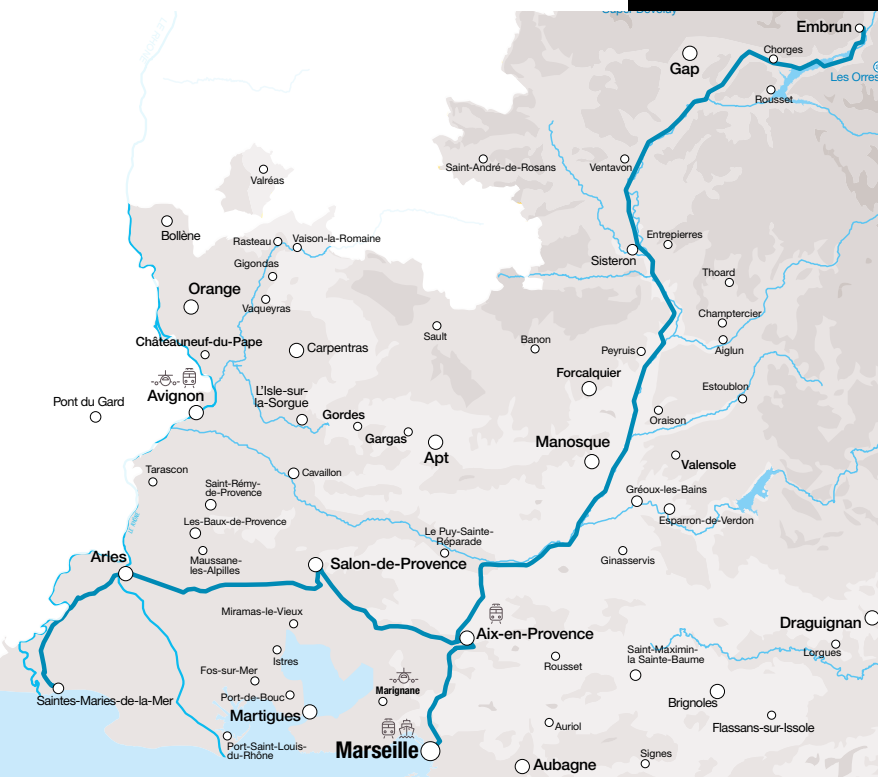 Embrun
Chorges
Gap
Les Orres
Rousset
Saint-André-de-Rosans
Ventavon
Valréas
Bollène
Rasteau
Vaison-la-Romaine
Entrepierres
Sisteron
Gigondas
Thoard
Orange
Vaqueyras
Champtercier
Sault
Banon
Châteauneuf-du-Pape
Carpentras
Peyruis
Aiglun
Forcalquier
Estoublon
Avignon
L'Isle-sur-
la-Sorgue
Pont du Gard
Gordes
Oraison
Gargas
Manosque
Apt
Valensole
Tarascon
Cavaillon
Saint-Rémy-
de-Provence
Gréoux-les-Bains
Les-Baux-de-Provence
Esparron-de-Verdon
Le Puy-Sainte-
Réparade
Arles
Maussane-
les-Alpilles
Salon-de-Provence
Ginasservis
Miramas-le-Vieux
Draguignan
Aix-en-Provence
Lorgues
Saint-Maximin-
la Sainte-Baume
Istres
Rousset
Fos-sur-Mer
Marignane
Port-de-Bouc
Saintes-Maries-de-la-Mer
Brignoles
Martigues
Auriol
Flassans-sur-Issole
Port-Saint-Louis-
du-Rhône
Marseille
Signes
Aubagne